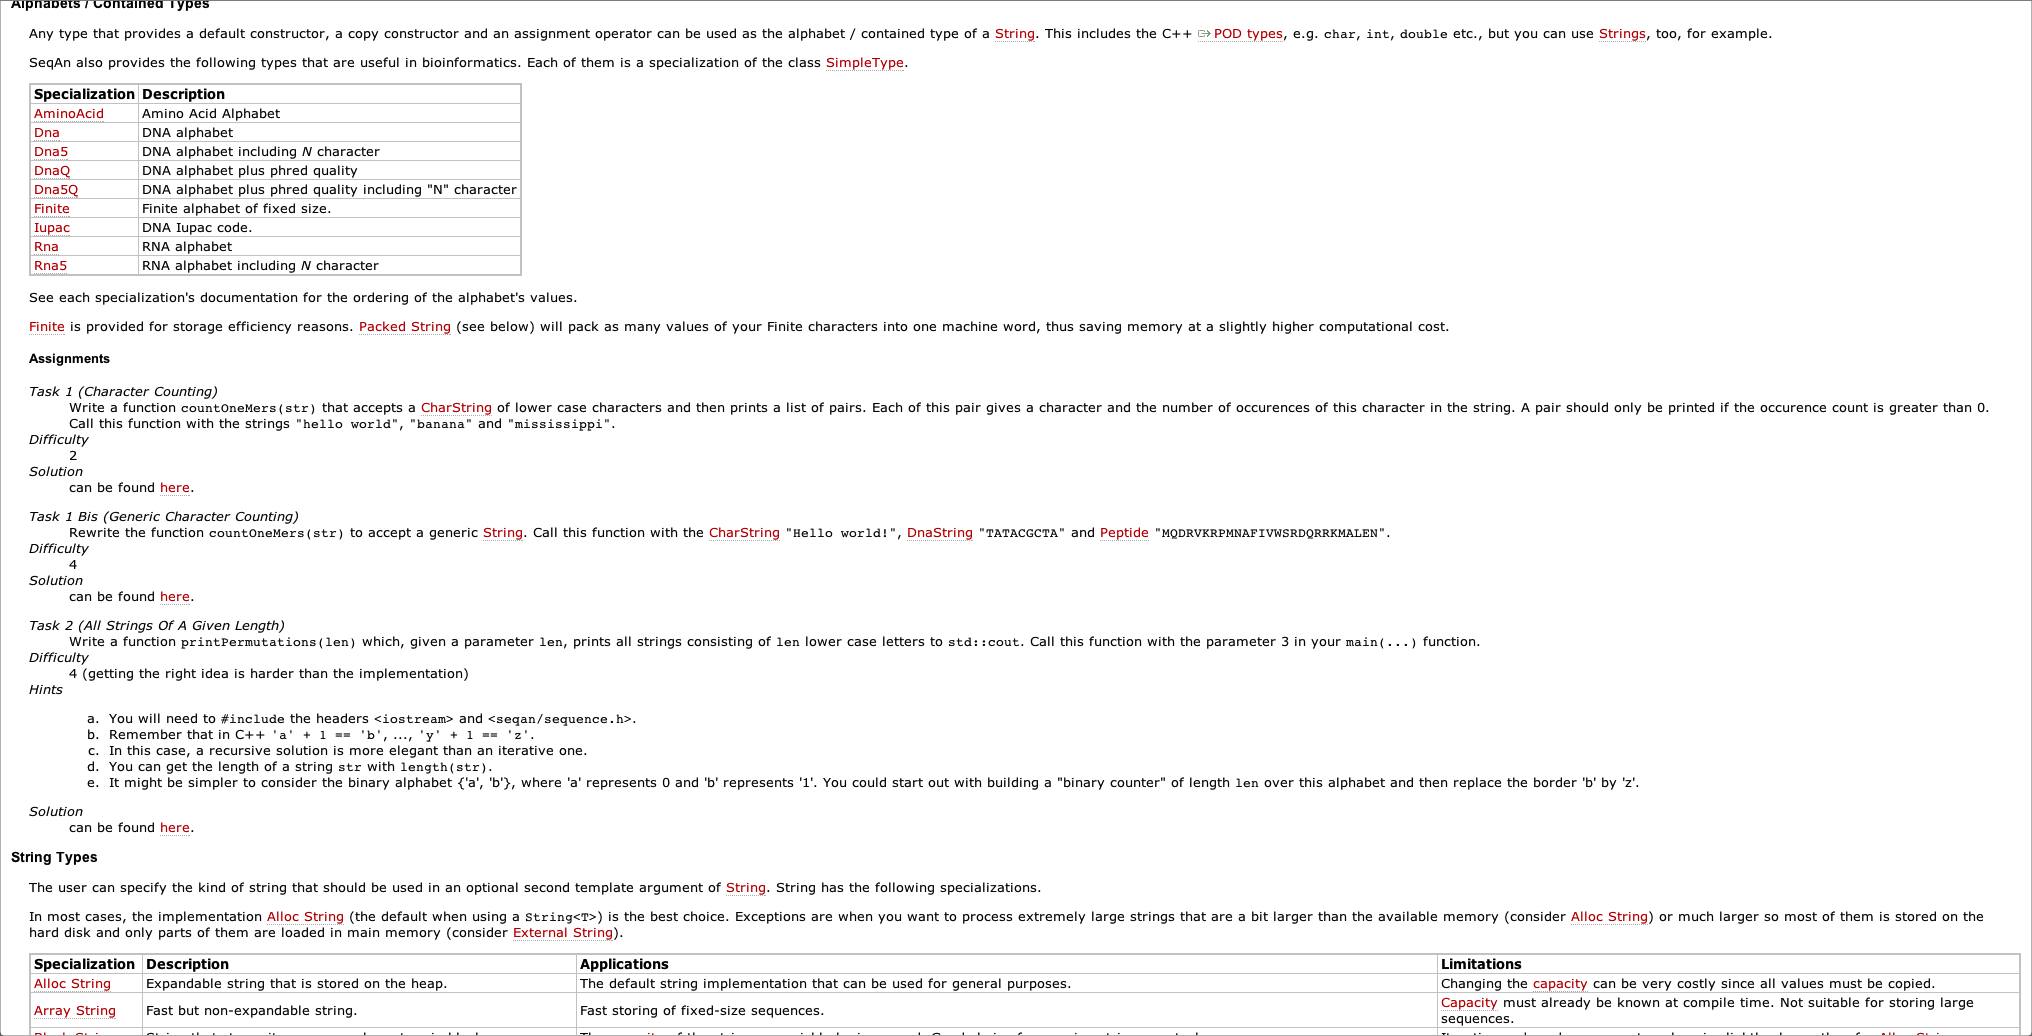 Alphabets / Contained Types
Any type that provides a default constructor, a copy constructor and an assignment operator can be used as the alphabet / contained type of a String. This includes the C++ POD types, e.g. char, int, double etc., but you can use Strings, too, for example.
SeqAn also provides the following types that are useful in bioinformatics. Each of them is a specialization of the class SimpleType.
Specialization Description
AminoAcid Amino Acid Alphabet
Dna DNA alphabet
Dna5 DNA alphabet including N character
DnaQ DNA alphabet plus phred quality
Dna5Q DNA alphabet plus phred quality including "N" character
Finite Finite alphabet of fixed size.
Iupac DNA Iupac code.
Rna RNA alphabet
Rna5 RNA alphabet including N character
See each specialization's documentation for the ordering of the alphabet's values.
Finite is provided for storage efficiency reasons. Packed String (see below) will pack as many values of your Finite characters into one machine word, thus saving memory at a slightly higher computational cost.
Assignments
Task 1 (Character Counting)
Write a function countOneMers(str) that accepts a CharString of lower case characters and then prints a list of pairs. Each of this pair gives a character and the number of occurences of this character in the string. A pair should only be printed if the occurence count is greater than 0.
Call this function with the strings "hello world", "banana" and "mississippi".
Difficulty
2
Solution
can be found here.
Task 1 Bis (Generic Character Counting)
Rewrite the function countOneMers(str) to accept a generic String. Call this function with the CharString "Hello world!", DnaString "TATACGCTA" and Peptide "MQDRVKRPMNAFIVWSRDQRRKMALEN".
Difficulty
4
Solution
can be found here.
Task 2 (All Strings Of A Given Length)
Write a function printPermutations(len) which, given a parameter len, prints all strings consisting of len lower case letters to std::cout. Call this function with the parameter 3 in your main(...) function.
Difficulty
4 (getting the right idea is harder than the implementation)
Hints
a. You will need to #include the headers <iostream> and <seqan/sequence.h>.
b. Remember that in C++ 'a' + 1 == 'b', ..., 'y' + 1 == 'z'.
c. In this case, a recursive solution is more elegant than an iterative one.
d. You can get the length of a string str with length(str).
e. It might be simpler to consider the binary alphabet {'a', 'b'}, where 'a' represents 0 and 'b' represents '1'. You could start out with building a "binary counter" of length len over this alphabet and then replace the border 'b' by 'z'.
Solution
can be found here.
String Types
The user can specify the kind of string that should be used in an optional second template argument of String. String has the following specializations.
In most cases, the implementation Alloc String (the default when using a String<T>) is the best choice. Exceptions are when you want to process extremely large strings that are a bit larger than the available memory (consider Alloc String) or much larger so most of them is stored on the
hard disk and only parts of them are loaded in main memory (consider External String).
Specialization Description Applications Limitations
Alloc String Expandable string that is stored on the heap. The default string implementation that can be used for general purposes. Changing the capacity can be very costly since all values must be copied.
Array String Fast but non-expandable string. Fast storing of fixed-size sequences. Capacity must already be known at compile time. Not suitable for storing large
sequences.